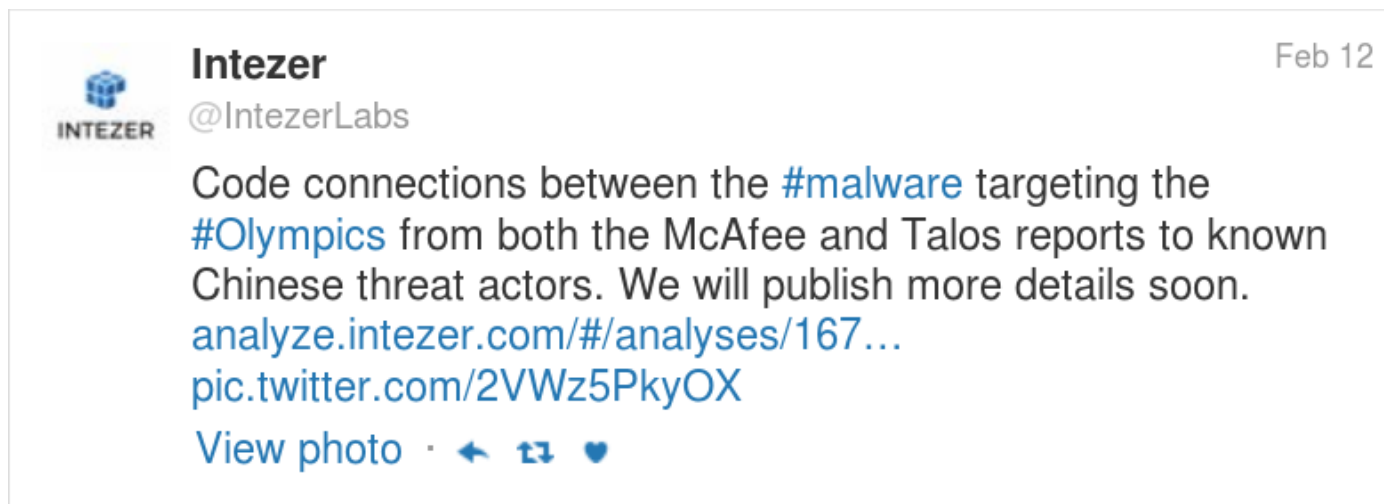 INTEZER
Intezer
Feb 12
@IntezerLabs
Code connections between the #malware targeting the
#Olympics from both the McAfee and Talos reports to known
Chinese threat actors. We will publish more details soon.
analyze.intezer.com/#/analyses/167…
pic.twitter.com/2VWz5PkyOX
View photo ·